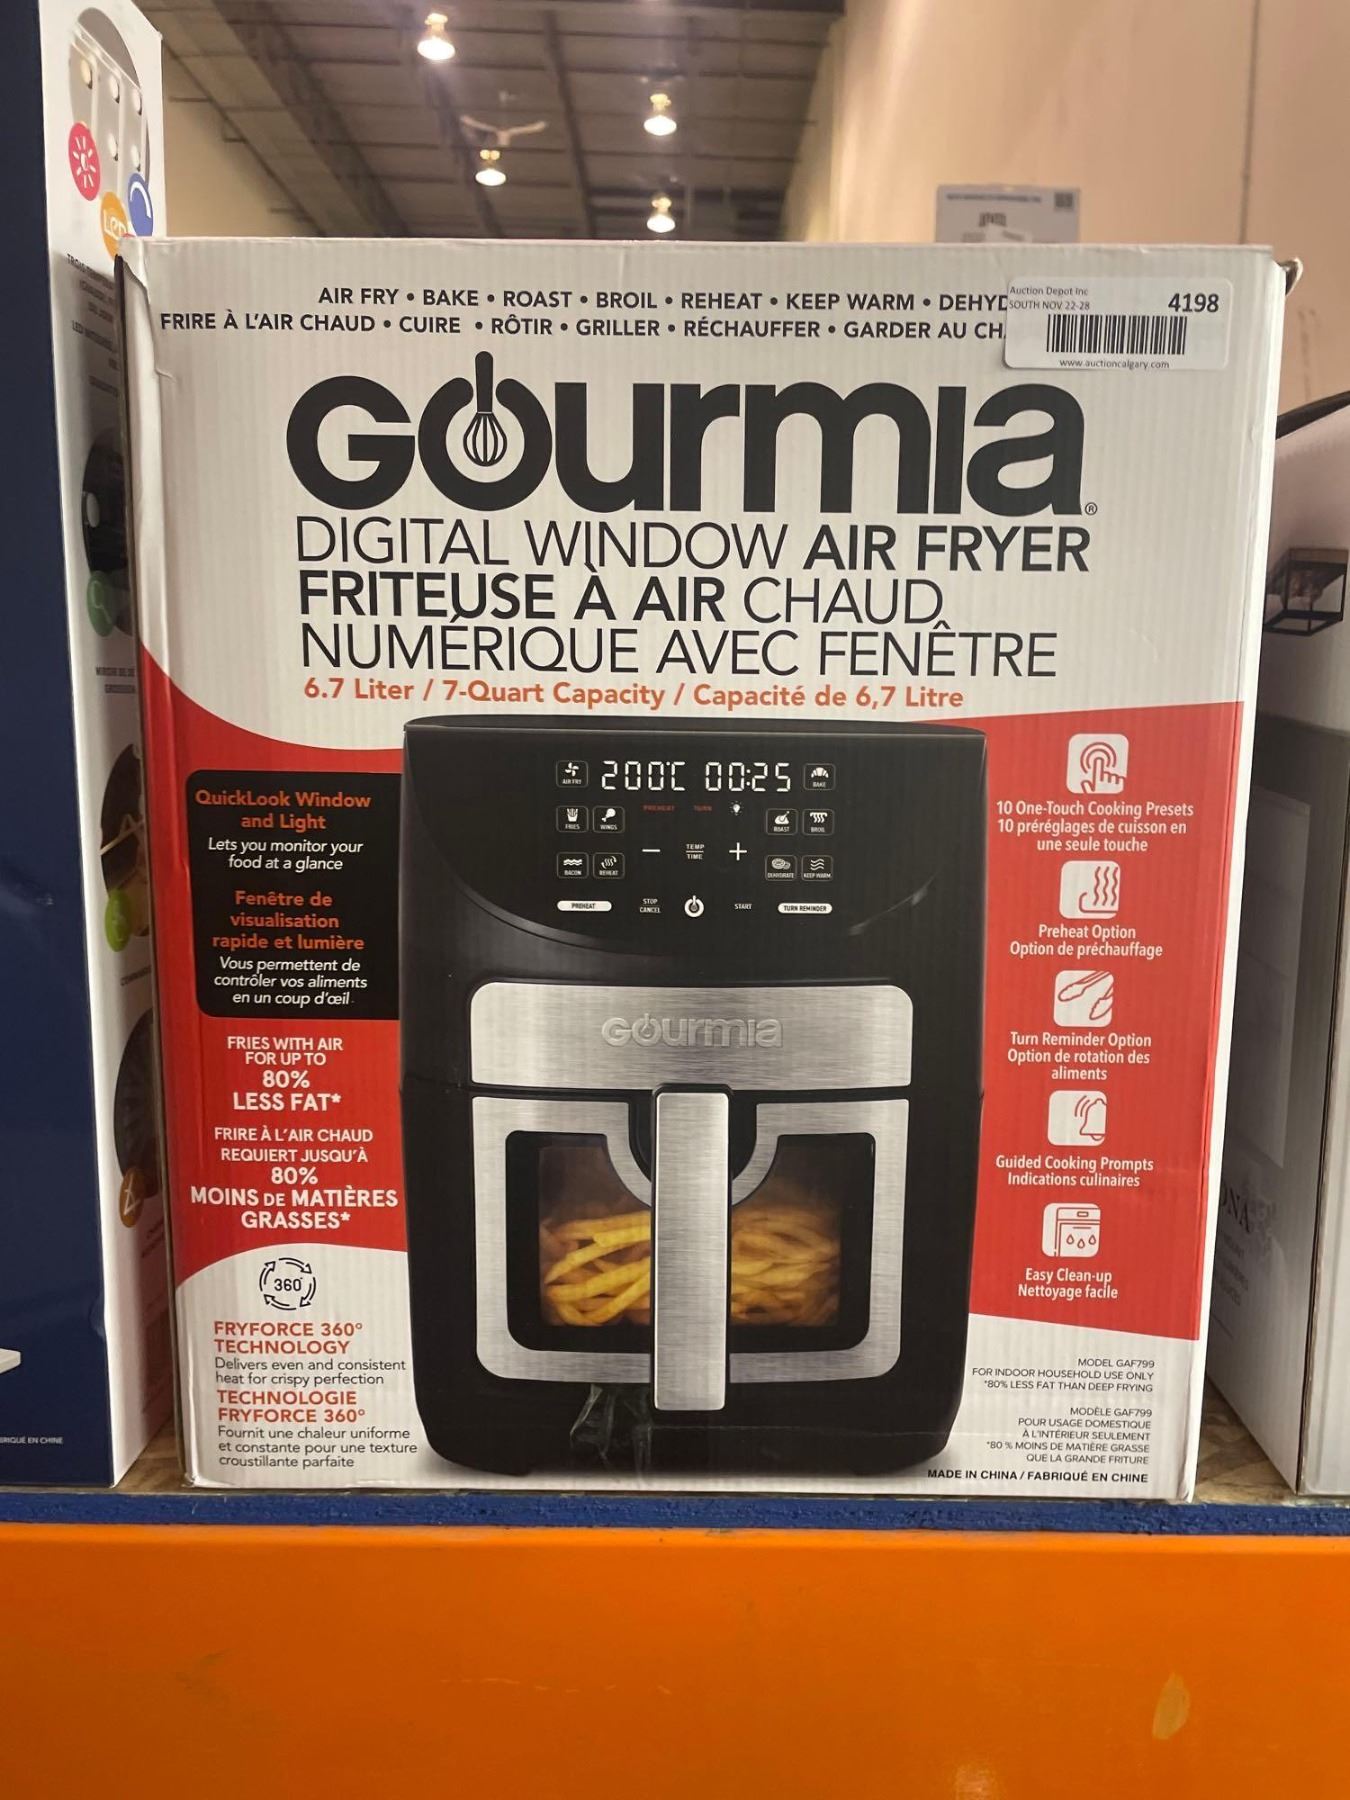 AIR FRY • BAKE • ROAST • BROIL • REHEAT • KEEP WARM • DEHYD
FRIRE À L'AIR CHAUD • CUIRE • RÔTIR • GRILLER • RÉCHAUFFER • GARDER AU CH
Auction Depot Inc
SOUTH NOV 22-28
4198
www.auctioncalgary.com
Gourmia®
DIGITAL WINDOW AIR FRYER
FRITEUSE À AIR CHAUD
NUMÉRIQUE AVEC FENÊTRE
6.7 Liter / 7-Quart Capacity / Capacité de 6,7 Litre
QuickLook Window
and Light
Lets you monitor your
food at a glance
Fenêtre de
visualisation
rapide et lumière
Vous permettent de
contrôler vos aliments
en un coup d'œil.
FRIES WITH AIR
FOR UP TO
80%
LESS FAT*
FRIRE À L'AIR CHAUD
REQUIERT JUSQU'À
80%
MOINS DE MATIÈRES
GRASSES*
360°
FRYFORCE 360°
TECHNOLOGY
Delivers even and consistent
heat for crispy perfection
TECHNOLOGIE
FRYFORCE 360°
Fournit une chaleur uniforme
et constante pour une texture
croustillante parfaite
AIR FRY
200°C 00:25
BAKE
FRIES WINGS PREHEAT TURN ROAST BROIL
TEMP
TIME
BACON REHEAT DEHYDRATE KEEP WARM
PREHEAT
STOP
CANCEL
START
TURN REMINDER
Gourmia
10 One-Touch Cooking Presets
10 préréglages de cuisson en
une seule touche
Preheat Option
Option de préchauffage
Turn Reminder Option
Option de rotation des
aliments
Guided Cooking Prompts
Indications culinaires
Easy Clean-up
Nettoyage facile
MODEL GAF799
FOR INDOOR HOUSEHOLD USE ONLY
*80% LESS FAT THAN DEEP FRYING
MODÈLE GAF799
POUR USAGE DOMESTIQUE
À L'INTÉRIEUR SEULEMENT
*80 % MOINS DE MATIÈRE GRASSE
QUE LA GRANDE FRITURE
MADE IN CHINA / FABRIQUÉ EN CHINE
LED
BRIQUÉ EN CHINE